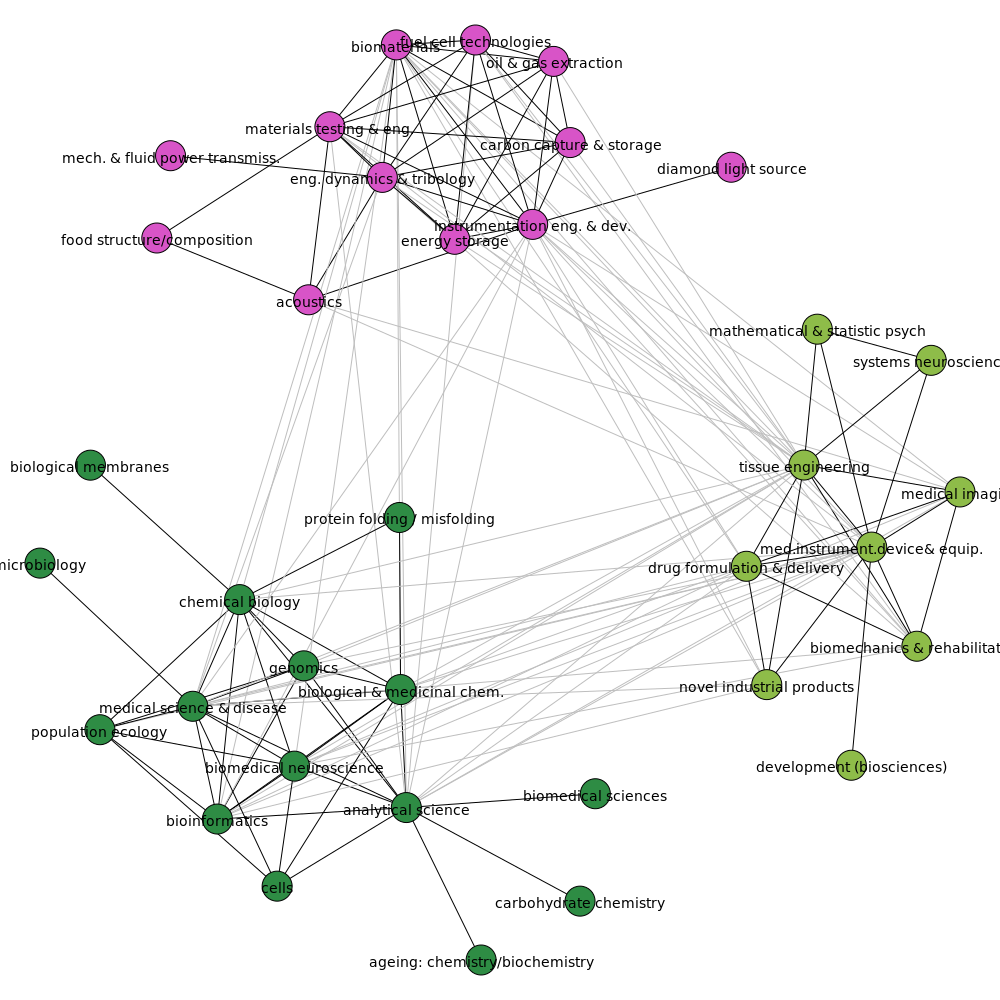 fuel cell technologies
biomaterials
oil & gas extraction
materials testing & eng.
carbon capture & storage
mech. & fluid power transmiss.
diamond light source
eng. dynamics & tribology
instrumentation eng. & dev.
food structure/composition
energy storage
acoustics
mathematical & statistic psych
systems neuroscienc
biological membranes
tissue engineering
medical imagi
protein folding / misfolding
med.instrument.device& equip.
microbiology
drug formulation & delivery
chemical biology
biomechanics & rehabilitat
genomics
novel industrial products
biological & medicinal chem.
medical science & disease
population ecology
biomedical neuroscience
development (biosciences)
biomedical sciences
analytical science
bioinformatics
cells
carbohydrate chemistry
ageing: chemistry/biochemistry